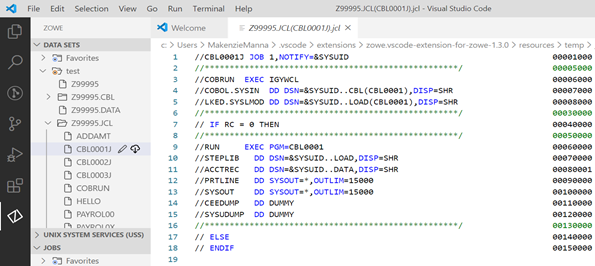 File Edit Selection View Go Run Terminal Help Z99995.JCL(CBL0001J).jcl - Visual Studio Code
ZOWE
DATA SETS
Favorites
test
Z99995
Z99995.CBL
Z99995.DATA
Z99995.JCL
ADDAMT
CBL0001J
CBL0002J
CBL0003J
COBRUN
HELLO
PAYROL00
PAYROL0X
UNIX SYSTEM SERVICES (USS)
JOBS
Favorites
Welcome
Z99995.JCL(CBL0001J).jcl
c: > Users > MakenzieManna > .vscode > extensions > zowe.vscode-extension-for-zowe-1.3.0 > resources > temp >
1 //CBL0001J JOB 1,NOTIFY=&SYSUID 00001000
2 //***************************************************/ 00005000
3 //COBRUN EXEC IGYWCL 00006000
4 //COBOL.SYSIN DD DSN=&SYSUID..CBL(CBL0001),DISP=SHR 00007000
5 //LKED.SYSLMOD DD DSN=&SYSUID..LOAD(CBL0001),DISP=SHR 00008000
6 //***************************************************/ 00030000
7 // IF RC = 0 THEN 00040000
8 //***************************************************/ 00050000
9 //RUN EXEC PGM=CBL0001 00060000
10 //STEPLIB DD DSN=&SYSUID..LOAD,DISP=SHR 00070000
11 //ACCTREC DD DSN=&SYSUID..DATA,DISP=SHR 00080001
12 //PRTLINE DD SYSOUT=*,OUTLIM=15000 00090000
13 //SYSOUT DD SYSOUT=*,OUTLIM=15000 00100000
14 //CEEDUMP DD DUMMY 00110000
15 //SYSUDUMP DD DUMMY 00120000
16 //***************************************************/ 00130000
17 // ELSE 00140000
18 // ENDIF 00150000
19